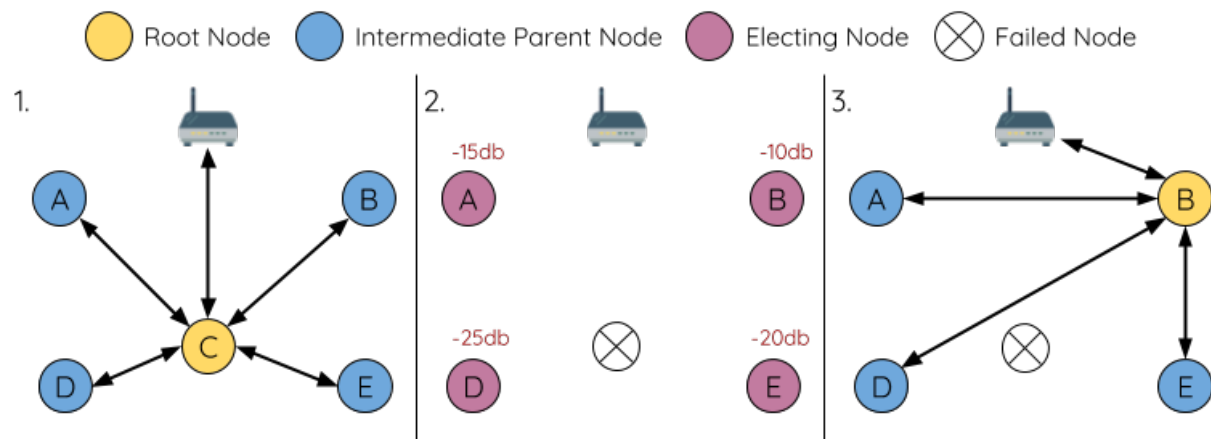 Root Node Intermediate Parent Node Electing Node Failed Node
1.
A
B
C
D
E
2.
-15db
-10db
A
B
-25db
-20db
D
E
3.
A
B
D
E